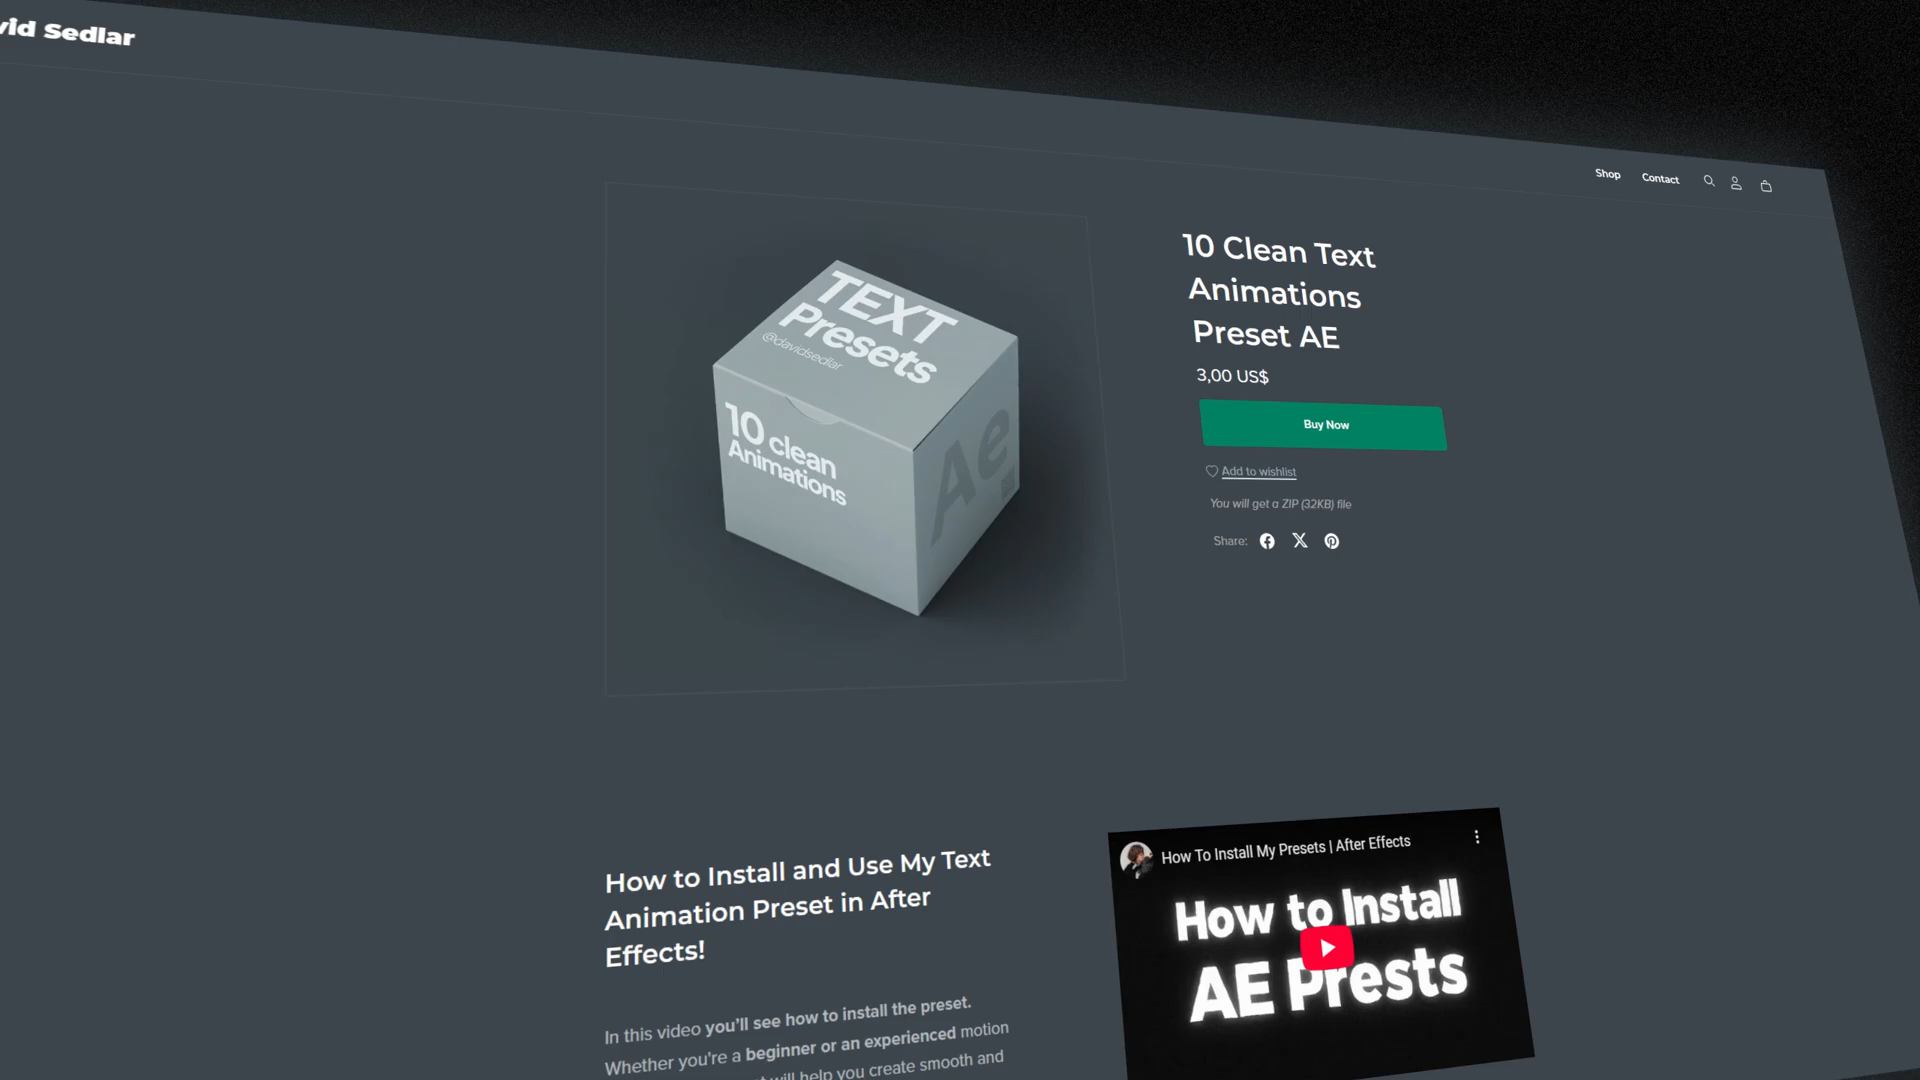 vid Sedlar
Shop
Contact
TEXT
Presets
@davidsedlar
10 clean
Animations
Ae
10 Clean Text
Animations
Preset AE
3,00 US$
Buy Now
Add to wishlist
You will get a ZIP (32KB) file
Share:
How to Install and Use My Text
Animation Preset in After
Effects!
In this video you’ll see how to install the preset.
Whether you're a beginner or an experienced motion
will help you create smooth and
How To Install My Presets | After Effects
How to Install
AE Prests